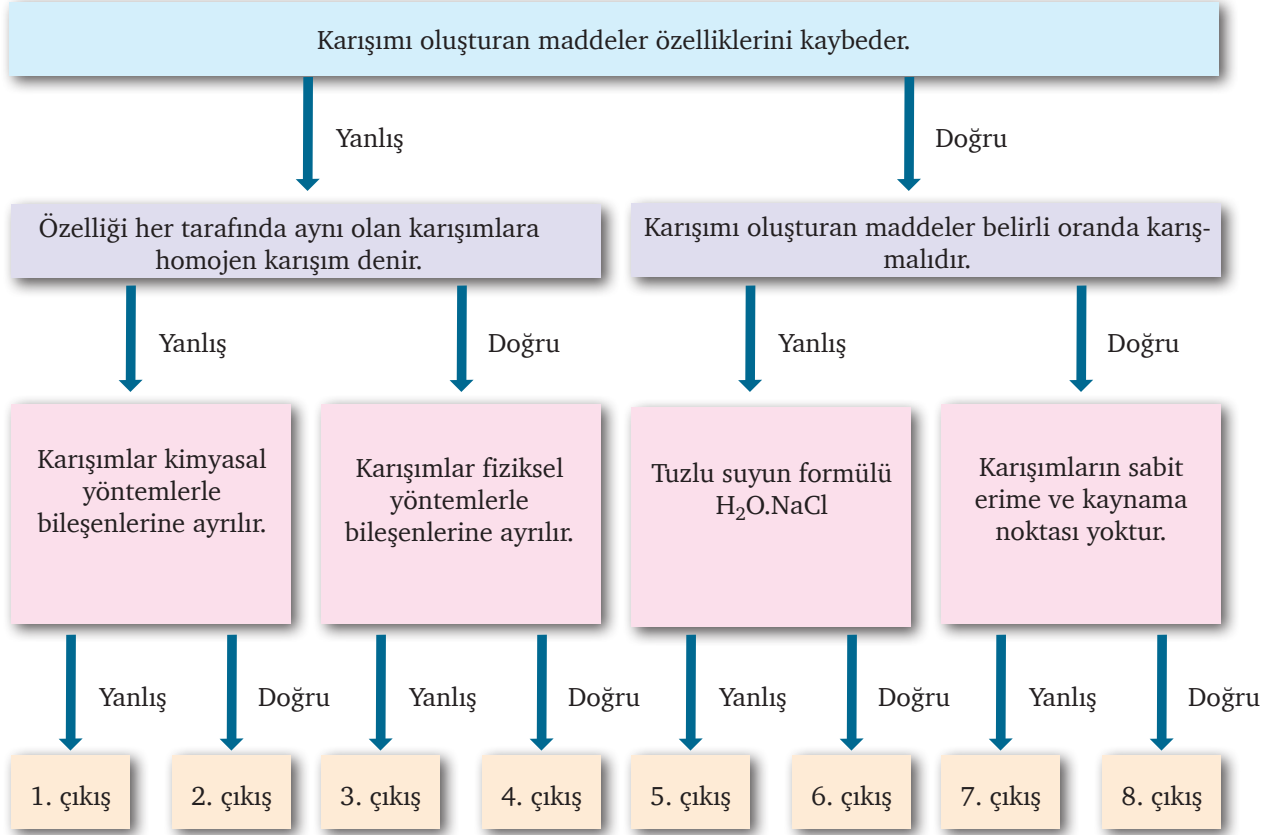 Karışımı oluşturan maddeler özelliklerini kaybeder.
Yanlış
Doğru
Özelliği her tarafında aynı olan karışımlara
homojen karışım denir.
Karışımı oluşturan maddeler belirli oranda karış-
malıdır.
Yanlış
Doğru
Yanlış
Doğru
Karışımlar kimyasal
yöntemlerle
bileşenlerine ayrılır.
Karışımlar fiziksel
yöntemlerle
bileşenlerine ayrılır.
Tuzlu suyun formülü
H₂O.NaCl
Karışımların sabit
erime ve kaynama
noktası yoktur.
Yanlış
Doğru
Yanlış
Doğru
Yanlış
Doğru
Yanlış
Doğru
1. çıkış
2. çıkış
3. çıkış
4. çıkış
5. çıkış
6. çıkış
7. çıkış
8. çıkış